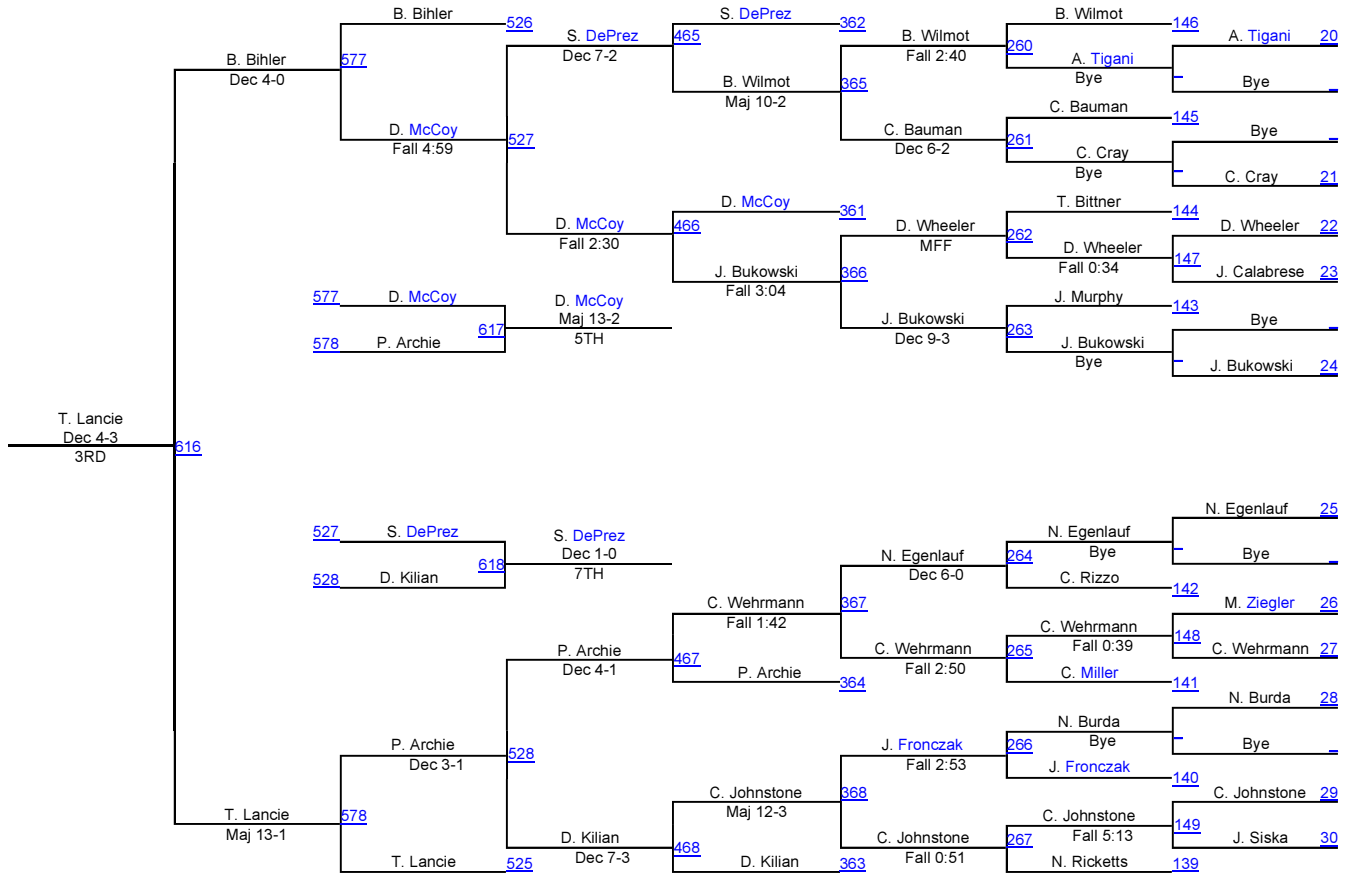 B. Bihler 526
S. DePrez 362
B. Wilmot 146
S. DePrez 465
Dec 7-2
B. Wilmot 260
Fall 2:40
A. Tigani 20
B. Bihler 577
Dec 4-0
A. Tigani _
Bye
Bye _
B. Wilmot 365
Maj 10-2
C. Bauman 145
D. McCoy 527
Fall 4:59
C. Bauman 261
Dec 6-2
Bye _
C. Cray _
Bye
C. Cray 21
D. McCoy 361
T. Bittner 144
D. McCoy 466
Fall 2:30
D. Wheeler 262
MFF
D. Wheeler 22
D. Wheeler 147
Fall 0:34
J. Bukowski 366
Fall 3:04
J. Calabrese 23
577 D. McCoy
D. McCoy
Maj 13-2
617
5TH
578 P. Archie
J. Murphy 143
J. Bukowski 263
Dec 9-3
Bye _
J. Bukowski _
Bye
J. Bukowski 24
T. Lancie
Dec 4-3
616
3RD
N. Egenlauf 25
527 S. DePrez
S. DePrez
Dec 1-0
618
7TH
528 D. Kilian
N. Egenlauf _
Bye
N. Egenlauf 264
Dec 6-0
Bye _
C. Rizzo 142
C. Wehrmann 367
Fall 1:42
M. Ziegler 26
C. Wehrmann 148
Fall 0:39
P. Archie 467
Dec 4-1
C. Wehrmann 265
Fall 2:50
C. Wehrmann 27
P. Archie 364
C. Miller 141
N. Burda 28
N. Burda _
Bye
P. Archie 528
Dec 3-1
J. Fronczak 266
Fall 2:53
Bye _
J. Fronczak 140
C. Johnstone 368
Maj 12-3
C. Johnstone 29
T. Lancie 578
Maj 13-1
C. Johnstone 149
Fall 5:13
D. Kilian 468
Dec 7-3
C. Johnstone 267
Fall 0:51
J. Siska 30
T. Lancie 525
D. Kilian 363
N. Ricketts 139